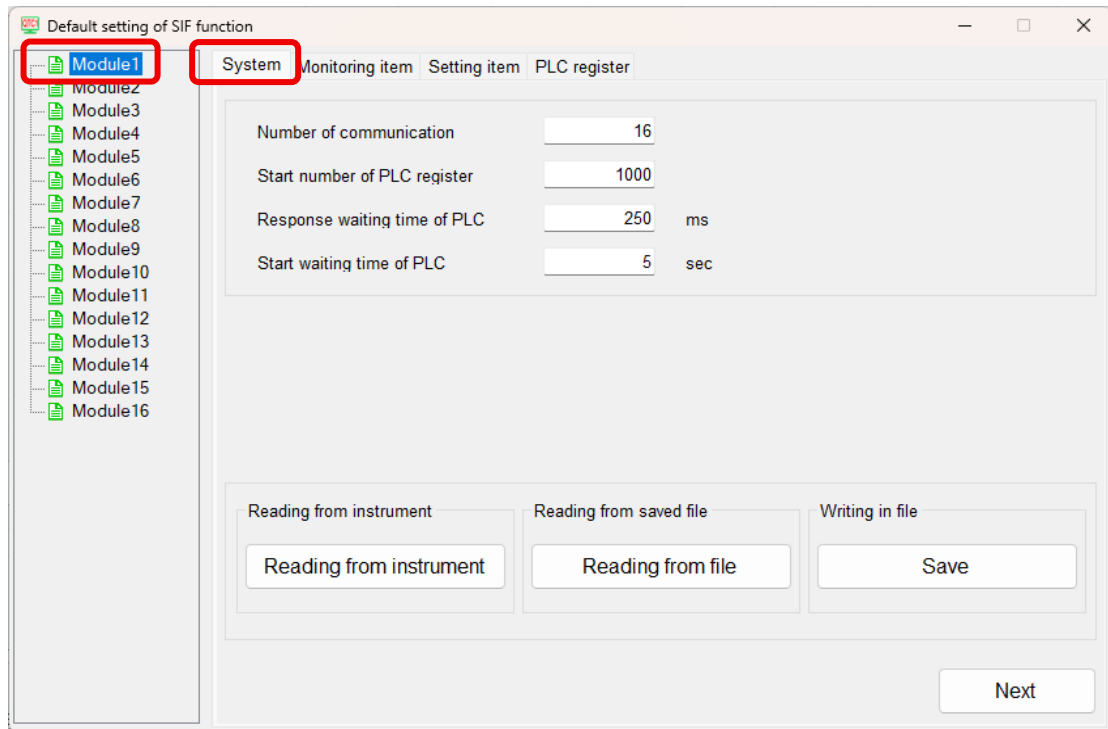 Default setting of SIF function
Module1
Module2
Module3
Module4
Module5
Module6
Module7
Module8
Module9
Module10
Module11
Module12
Module13
Module14
Module15
Module16
System Monitoring item Setting item PLC register
Number of communication 16
Start number of PLC register 1000
Response waiting time of PLC 250 ms
Start waiting time of PLC 5 sec
Reading from instrument Reading from saved file Writing in file
Reading from instrument Reading from file Save
Next